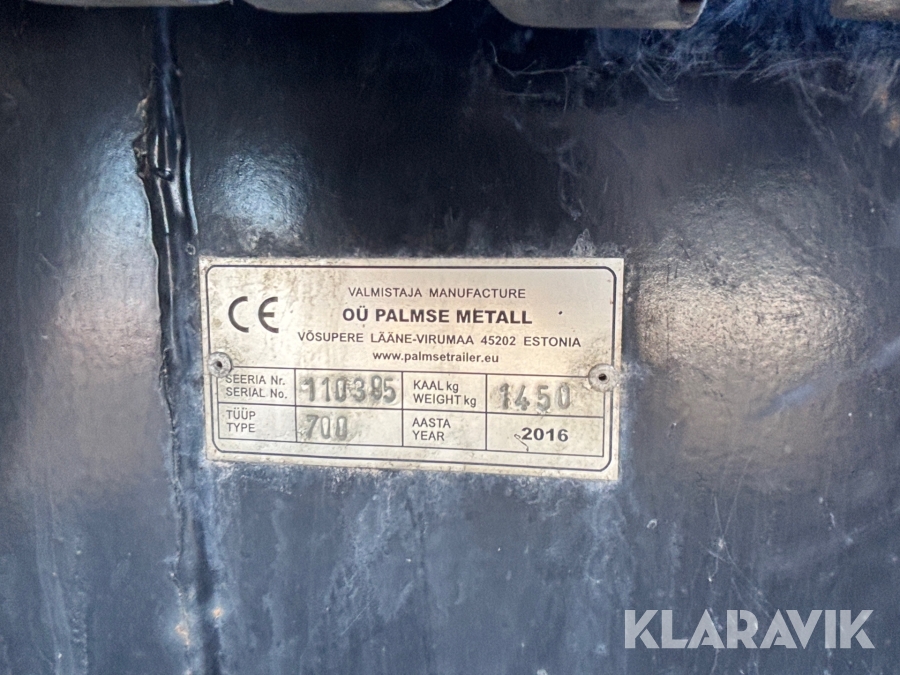 CE
VALMISTAJA MANUFACTURE
OÜ PALMSE METALL
VÕSUPERE LÄÄNE-VIRUMAA 45202 ESTONIA
www.palmsetrailer.eu
SEERIA Nr. SERIAL No. 110395 KAAL kg WEIGHT kg 1450
TÜÜP TYPE 700 AASTA YEAR 2016
KLARAVIK